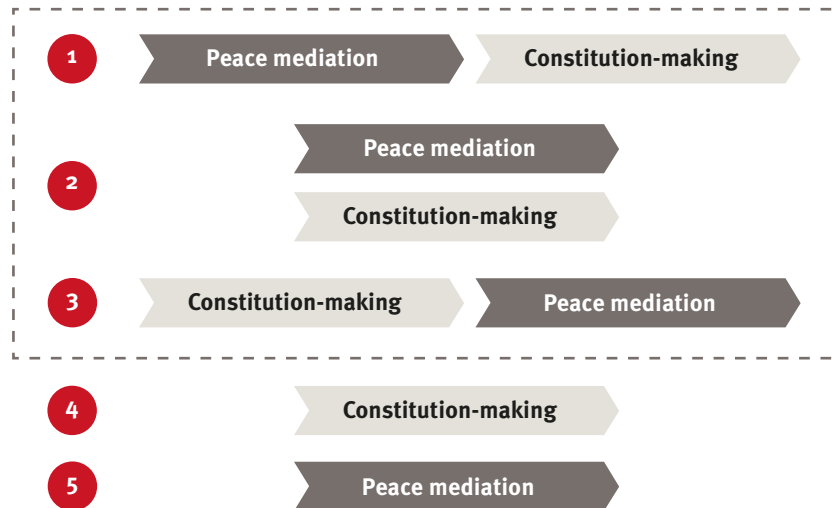 1 Peace mediation Constitution-making
Peace mediation
2
Constitution-making
3 Constitution-making Peace mediation
4 Constitution-making
5 Peace mediation